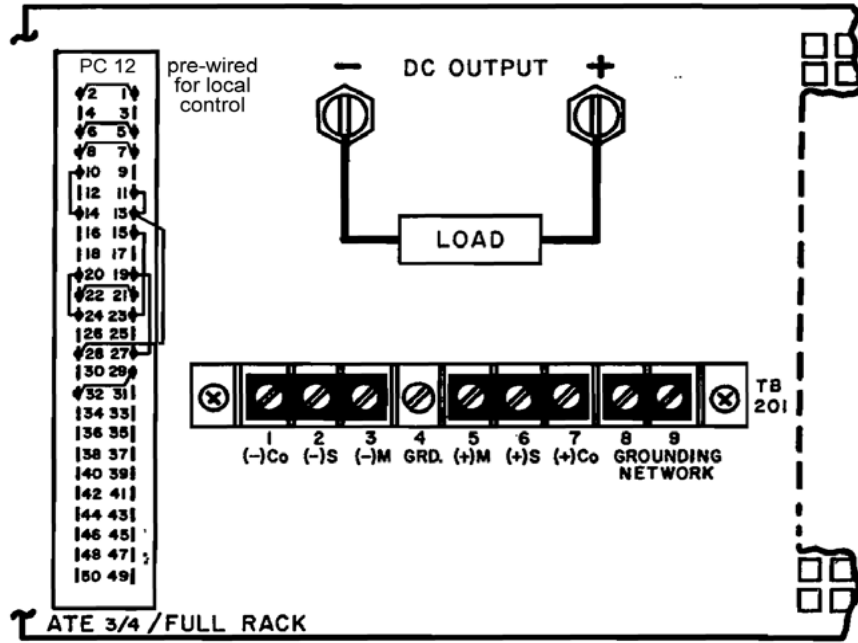 PC 12
pre-wired
for local
control
2 1
4 3
6 5
8 7
10 9
12 11
14 13
16 15
18 17
20 19
22 21
24 23
26 25
28 27
30 29
32 31
34 33
36 35
38 37
40 39
42 41
44 43
46 45
48 47
50 49
− DC OUTPUT +
LOAD
TB
201
1 2 3 4 5 6 7 8 9
(−)Co (−)S (−)M GRD. (+)M (+)S (+)Co GROUNDING
NETWORK
ATE 3/4 / FULL RACK